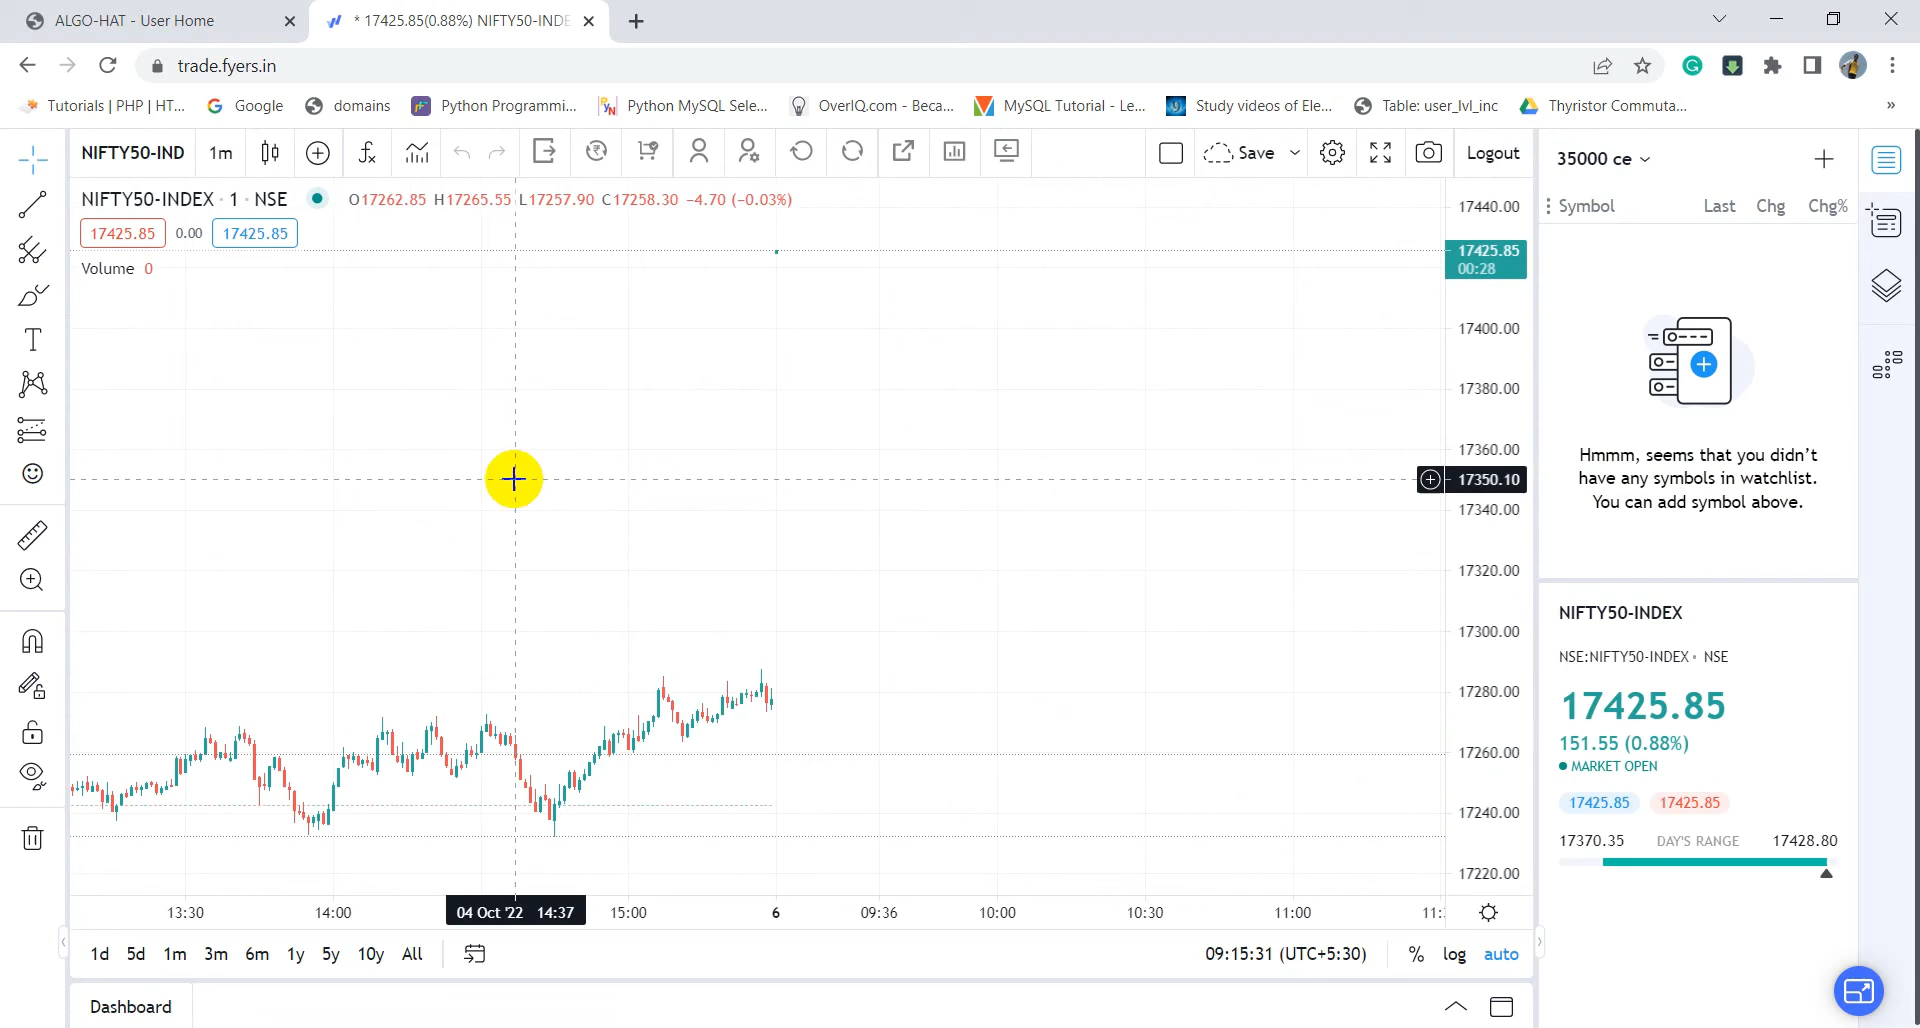 ALGO-HAT - User Home
* 17425.85(0.88%) NIFTY50-INDE
trade.fyers.in
Tutorials | PHP | HT...
Google
domains
Python Programmi...
Python MySQL Sele...
OverIQ.com - Beca...
MySQL Tutorial - Le...
Study videos of Ele...
Table: user_lvl_inc
Thyristor Commuta...
»
NIFTY50-IND
1m
Save
Logout
35000 ce
NIFTY50-INDEX · 1 · NSE
O17262.85 H17265.55 L17257.90 C17258.30 −4.70 (−0.03%)
17425.85
0.00
17425.85
Volume 0
Symbol
Last
Chg
Chg%
17440.00
17425.85
00:28
17400.00
17380.00
17360.00
17350.10
17340.00
17320.00
17300.00
17280.00
17260.00
17240.00
17220.00
Hmmm, seems that you didn't
have any symbols in watchlist.
You can add symbol above.
NIFTY50-INDEX
NSE:NIFTY50-INDEX • NSE
17425.85
151.55 (0.88%)
MARKET OPEN
17425.85
17425.85
17370.35
DAY'S RANGE
17428.80
13:30
14:00
04 Oct '22 14:37
15:00
6
09:36
10:00
10:30
11:00
11:
1d
5d
1m
3m
6m
1y
5y
10y
All
09:15:31 (UTC+5:30)
%
log
auto
Dashboard